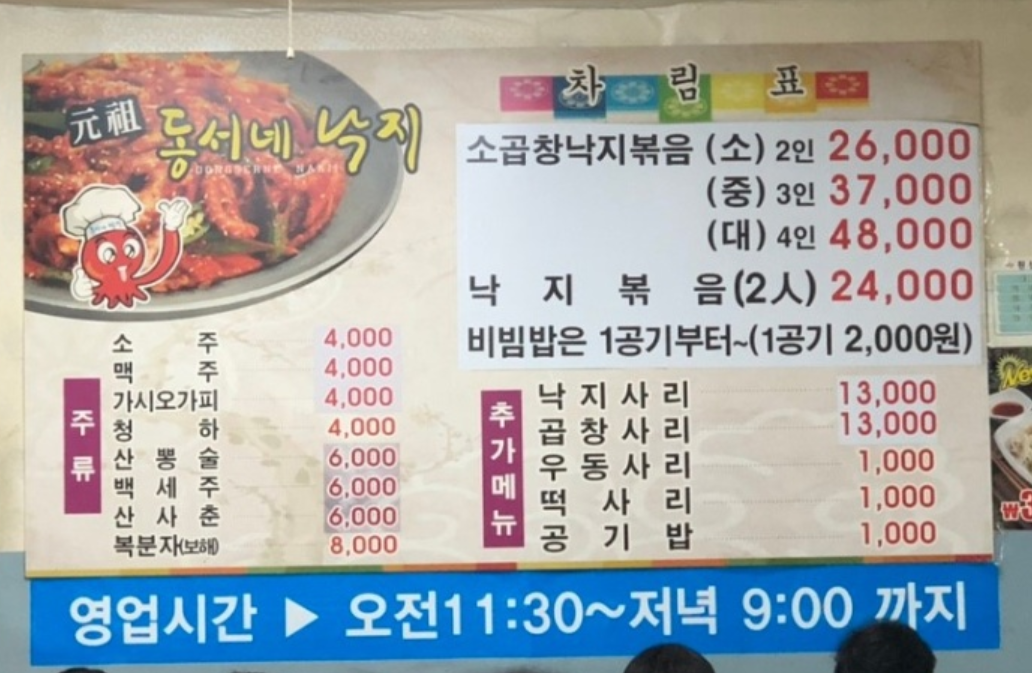 元祖 동서네 낙지
차림표
소곱창낙지볶음 (소) 2인 26,000
(중) 3인 37,000
(대) 4인 48,000
낙지볶음(2人) 24,000
비빔밥은 1공기부터~(1공기 2,000원)
주류
소주 4,000
맥주 4,000
가시오가피 4,000
청하 4,000
산뽕술 6,000
백세주 6,000
산사춘 6,000
복분자(보해) 8,000
추가메뉴
낙지사리 13,000
곱창사리 13,000
우동사리 1,000
떡사리 1,000
공기밥 1,000
영업시간 ▶ 오전11:30~저녁 9:00 까지